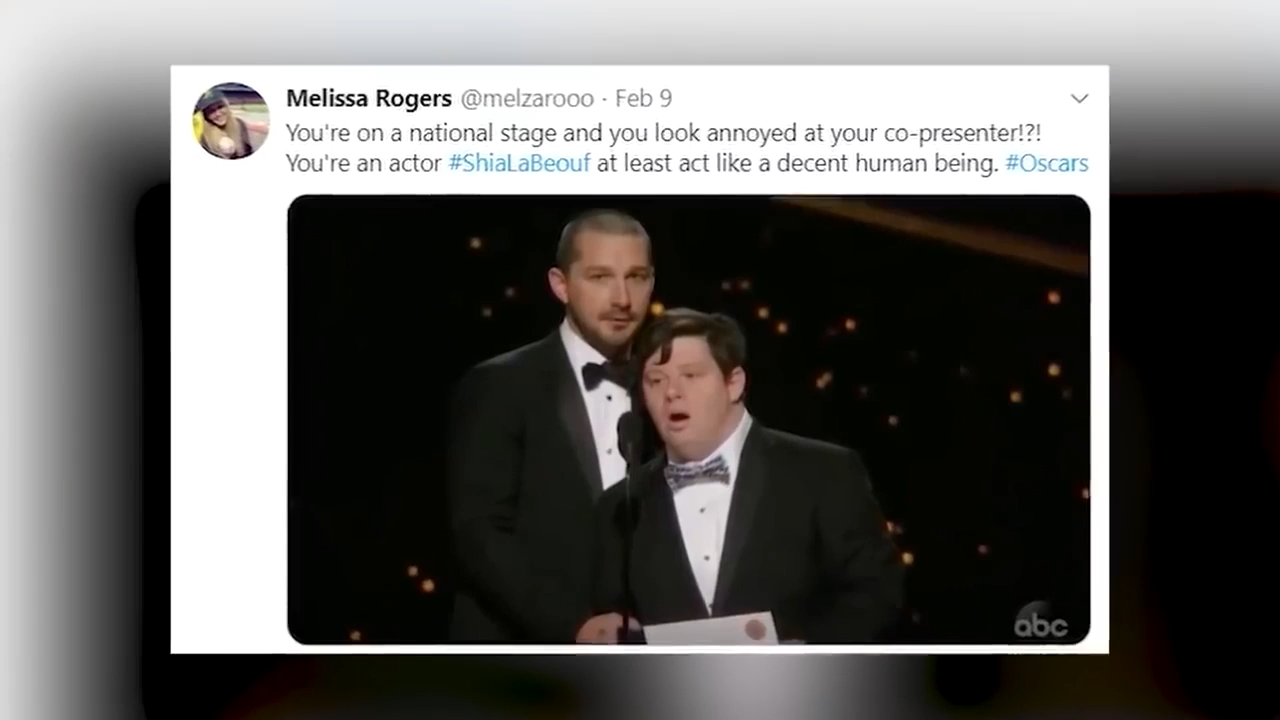 Melissa Rogers @melzarooo · Feb 9
You're on a national stage and you look annoyed at your co-presenter!?!
You're an actor #ShiaLaBeouf at least act like a decent human being. #Oscars
abc